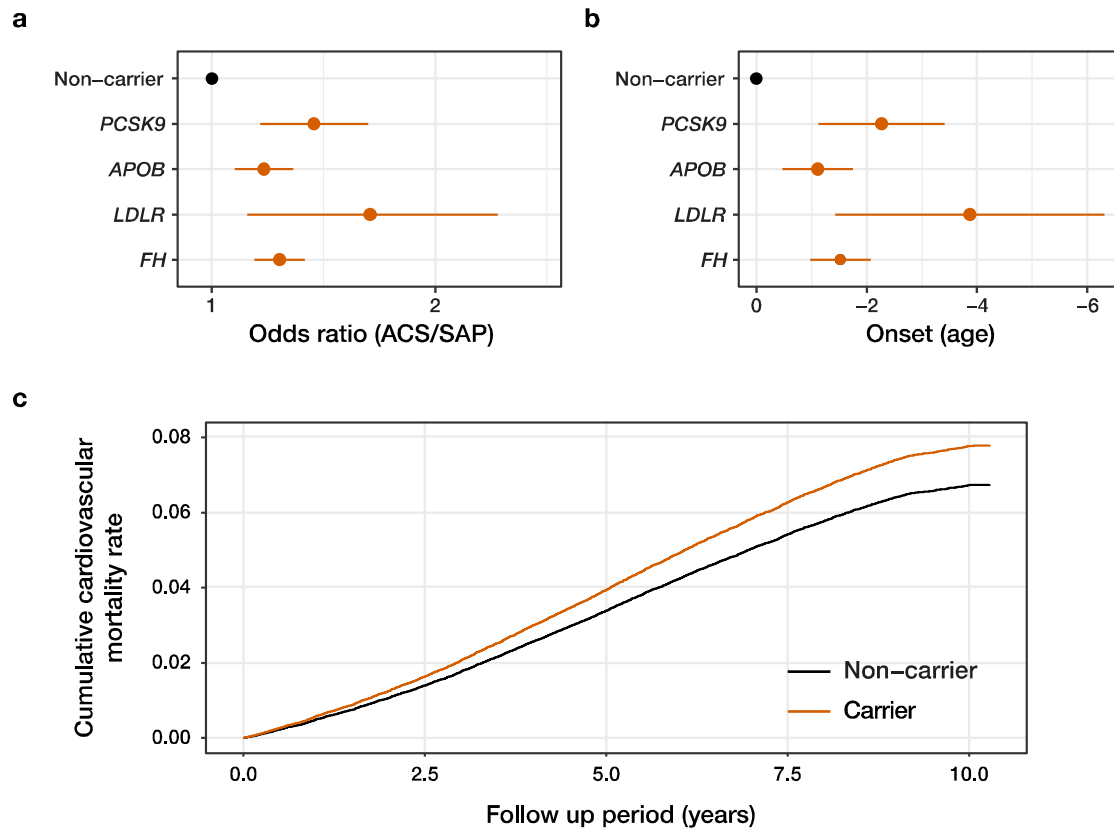 a
Non−carrier
PCSK9
APOB
LDLR
FH
1
2
Odds ratio (ACS/SAP)
b
Non−carrier
PCSK9
APOB
LDLR
FH
0
−2
−4
−6
Onset (age)
c
Cumulative cardiovascular
mortality rate
0.08
0.06
0.04
0.02
0.00
Non−carrier
Carrier
0.0
2.5
5.0
7.5
10.0
Follow up period (years)